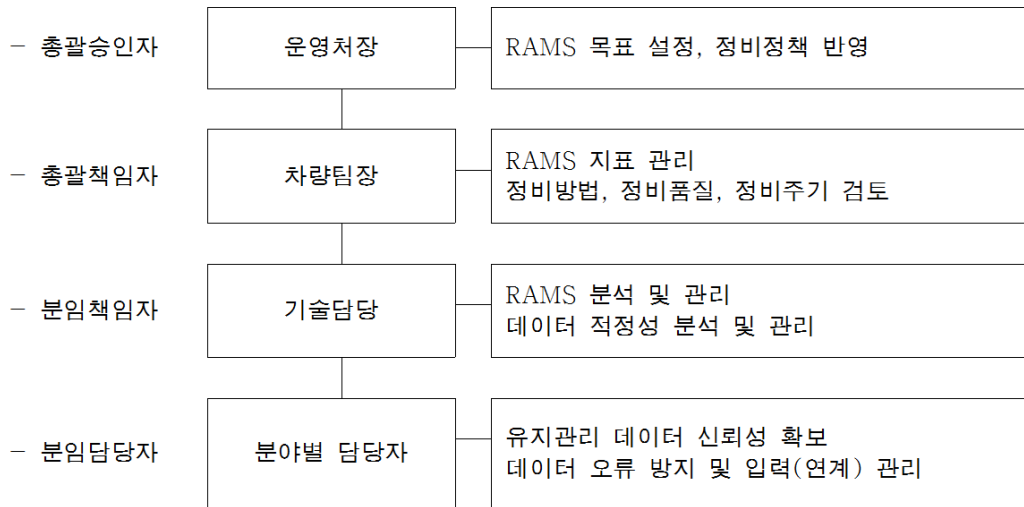 - 총괄승인자 운영처장 RAMS 목표 설정, 정비정책 반영
- 총괄책임자 차량팀장 RAMS 지표 관리
정비방법, 정비품질, 정비주기 검토
- 분임책임자 기술담당 RAMS 분석 및 관리
데이터 적정성 분석 및 관리
- 분임담당자 분야별 담당자 유지관리 데이터 신뢰성 확보
데이터 오류 방지 및 입력(연계) 관리